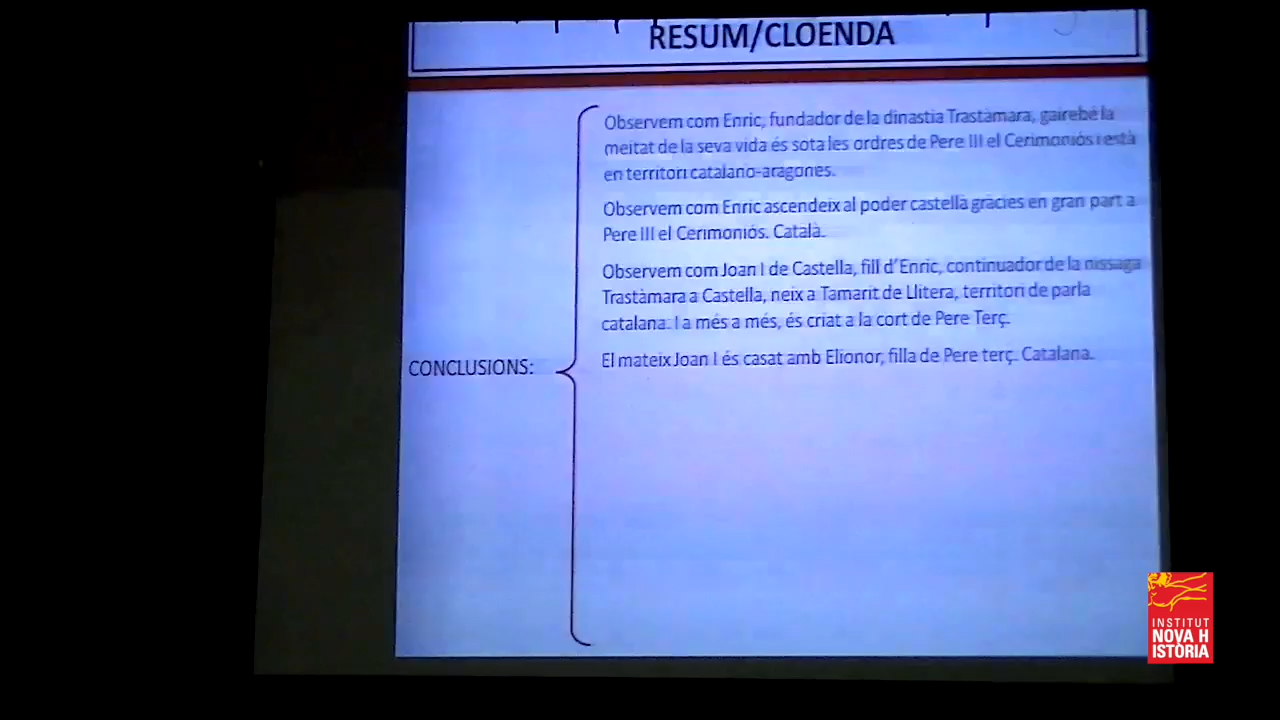 RESUM/CLOENDA
Observem com Enric, fundador de la dinastia Trastàmara, gairebé la
meitat de la seva vida és sota les ordres de Pere III el Cerimoniós i està
en territori catalano-aragones.
Observem com Enric ascendeix al poder castellà gràcies en gran part a
Pere III el Cerimoniós. Català.
Observem com Joan I de Castella, fill d'Enric, continuador de la nissaga
Trastàmara a Castella, neix a Tamarit de Llitera, territori de parla
catalana. I a més a més, és criat a la cort de Pere Terç.
CONCLUSIONS:
El mateix Joan I és casat amb Elionor, filla de Pere terç. Catalana.
INSTITUT
NOVA H
ISTÒRIA